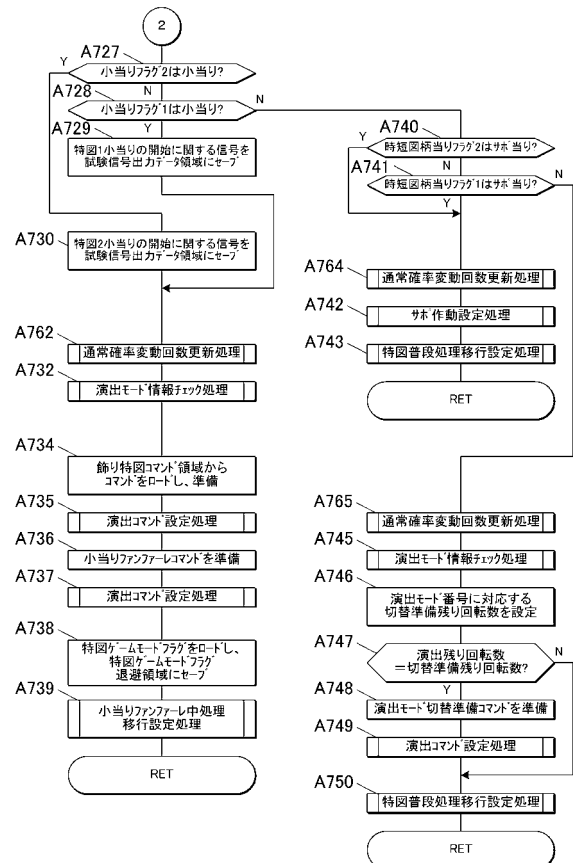 2
A727
Y
小当りフラグ2は小当り?
A728
N
小当りフラグ1は小当り?
N
A729
Y
特図1小当りの開始に関する信号を
試験信号出力データ領域にセーブ
A730
特図2小当りの開始に関する信号を
試験信号出力データ領域にセーブ
A762
通常確率変動回数更新処理
A732
演出モード情報チェック処理
A734
飾り特図コマンド領域から
コマンドをロードし、準備
A735
演出コマンド設定処理
A736
小当りファンファーレコマンドを準備
A737
演出コマンド設定処理
A738
特図ゲームモードフラグをロードし、
特図ゲームモードフラグ
退避領域にセーブ
A739
小当りファンファーレ中処理
移行設定処理
RET
A740
Y
時短図柄当りフラグ2はサポ当り?
A741
N
時短図柄当りフラグ1はサポ当り?
N
Y
A764
通常確率変動回数更新処理
A742
サポ作動設定処理
A743
特図普段処理移行設定処理
RET
A765
通常確率変動回数更新処理
A745
演出モード情報チェック処理
A746
演出モード番号に対応する
切替準備残り回転数を設定
A747
演出残り回転数
=切替準備残り回転数?
N
A748
Y
演出モード切替準備コマンドを準備
A749
演出コマンド設定処理
A750
特図普段処理移行設定処理
RET